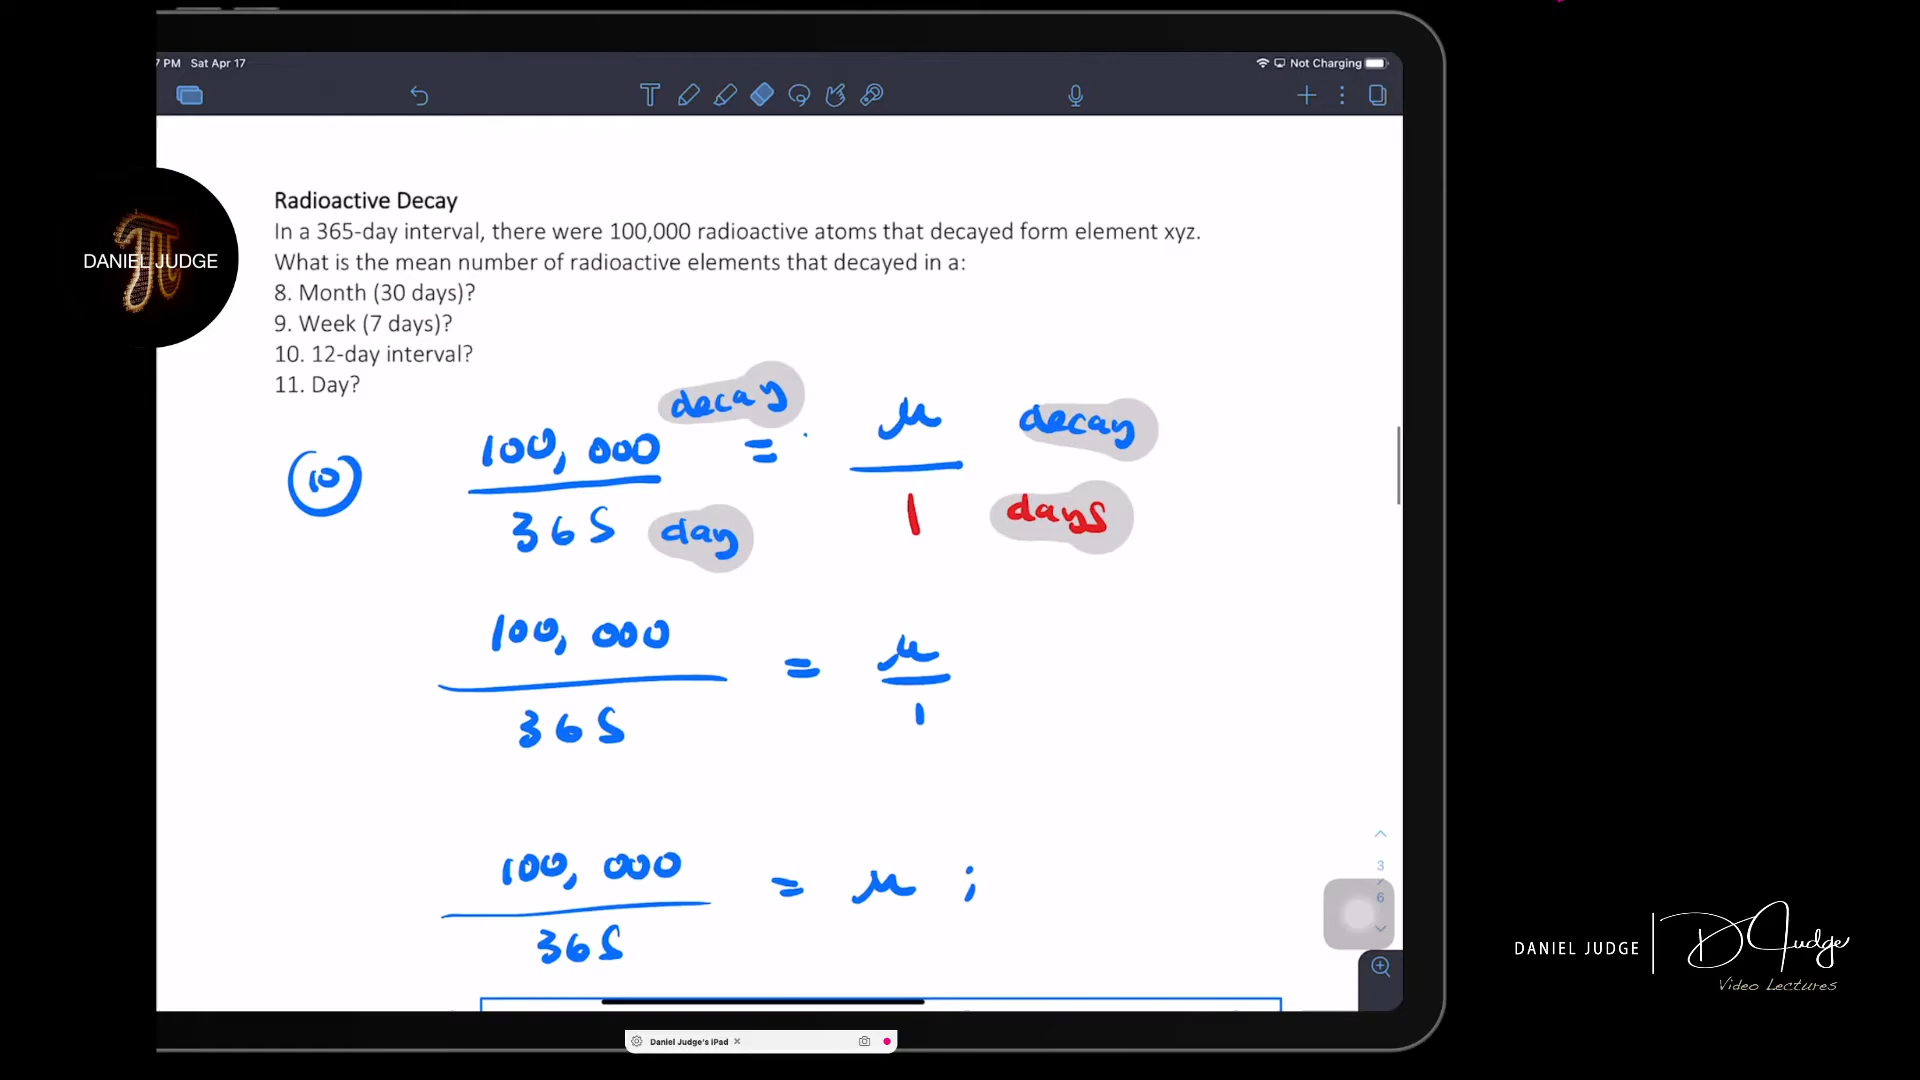 7 PM Sat Apr 17
Not Charging
DANIEL JUDGE
Radioactive Decay
In a 365-day interval, there were 100,000 radioactive atoms that decayed form element xyz.
What is the mean number of radioactive elements that decayed in a:
8. Month (30 days)?
9. Week (7 days)?
10. 12-day interval?
11. Day?
10
100,000 decay = μ decay
365 day 1 days
100,000 = μ
365 1
100,000 = μ ;
365
3
6
DANIEL JUDGE DJudge
Video Lectures
Daniel Judge's iPad